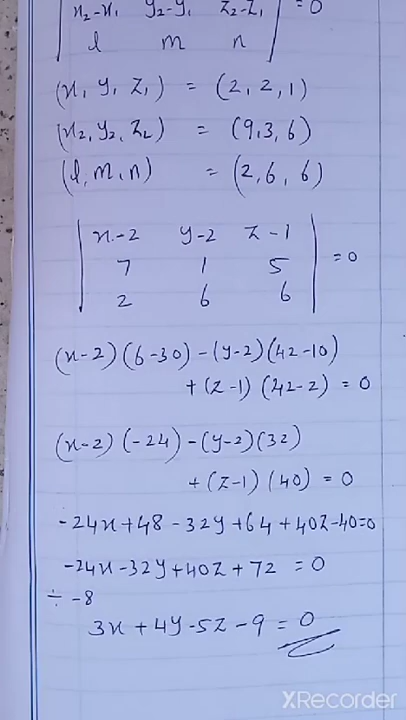 | x₂-x₁ y₂-y₁ z₂-z₁ | = 0
| l m n |
(x₁ y₁ z₁) = (2, 2, 1)
(x₂, y₂, z₂) = (9,3, 6)
(l, m, n) = (2, 6, 6)
| x-2 y-2 z-1 |
| 7 1 5 | = 0
| 2 6 6 |
(x-2) (6-30) - (y-2) (42-10)
+ (z-1) (42-2) = 0
(x-2) (-24) - (y-2) (32)
+ (z-1) (40) = 0
-24x+48 - 32y + 64 + 40z-40=0
-24x-32y+40z+72 = 0
÷ -8
3x + 4y - 5z - 9 = 0
XRecorder